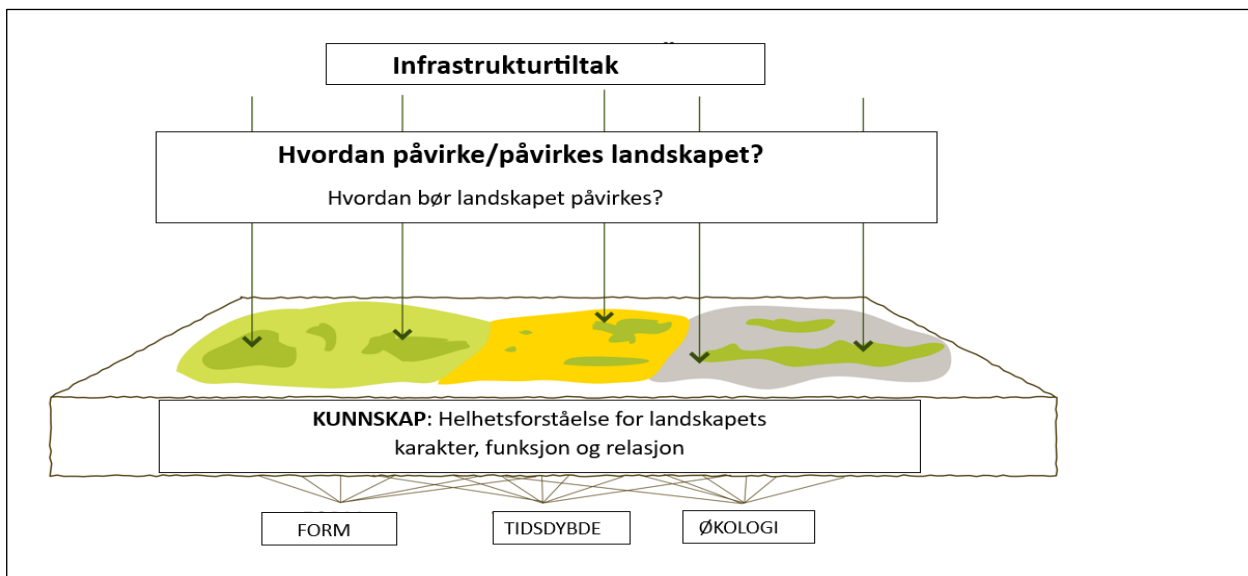 Infrastrukturtiltak
Hvordan påvirke/påvirkes landskapet?
Hvordan bør landskapet påvirkes?
KUNNSKAP: Helhetsforståelse for landskapets
karakter, funksjon og relasjon
FORM
TIDSDYBDE
ØKOLOGI